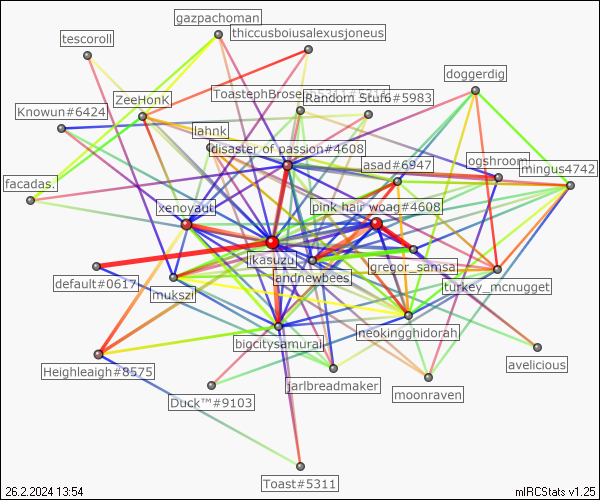 gazpachoman
tescoroll
thiccusboiusalexusjoneus
doggerdig
ZeeHonK
ToastephBrose
Random Stuf6#5983
Knowun#6424
lahnk
disaster of passion#4608
asad#6947
ogshroom
mingus4742
facadas.
xenovaut
pink hair woag#4608
ikasuzu
gregor_samsa
default#0617
mukszi
andnewbees
turkey_mcnugget
bigcitysamurai
neokingghidorah
Heighleaigh#8575
jarlbreadmaker
avelicious
Duck™#9103
moonraven
Toast#5311
26.2.2024 13:54
mIRCStats v1.25